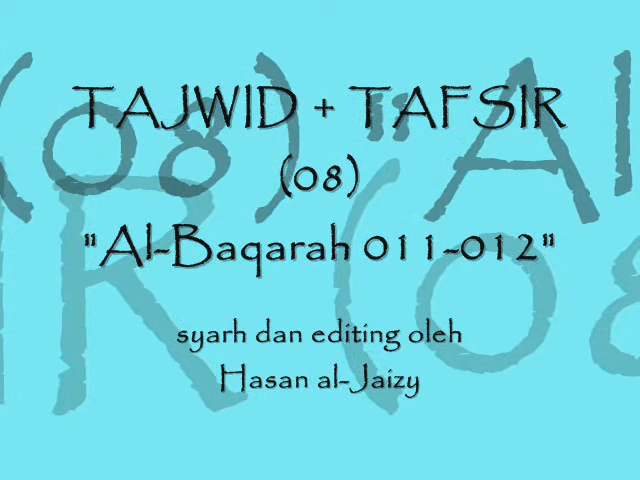 TAJWID + TAFSIR
(08)
"Al-Baqarah 011-012"
syarh dan editing oleh
Hasan al-Jaizy